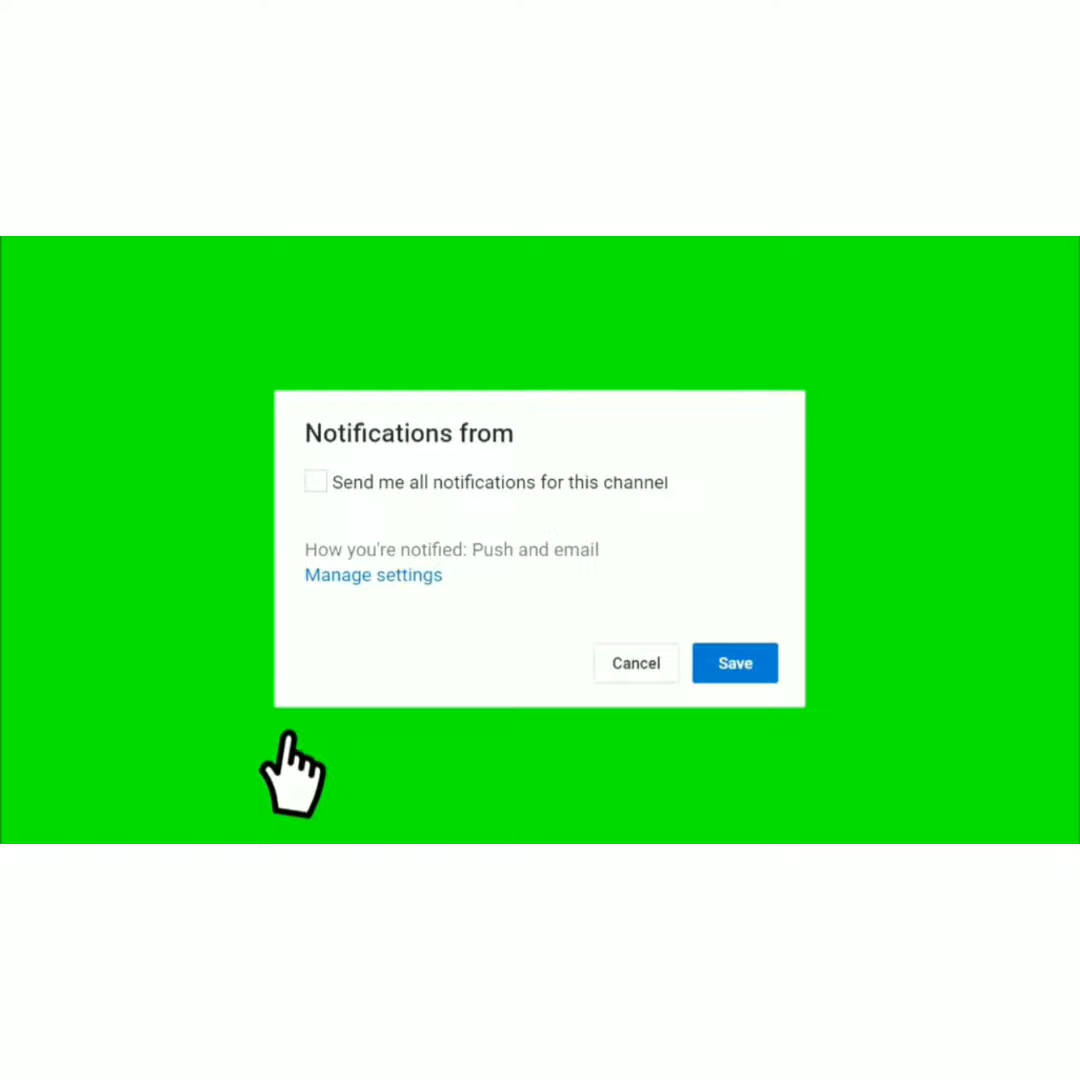 Notifications from
Send me all notifications for this channel
How you're notified: Push and email
Manage settings
Cancel
Save